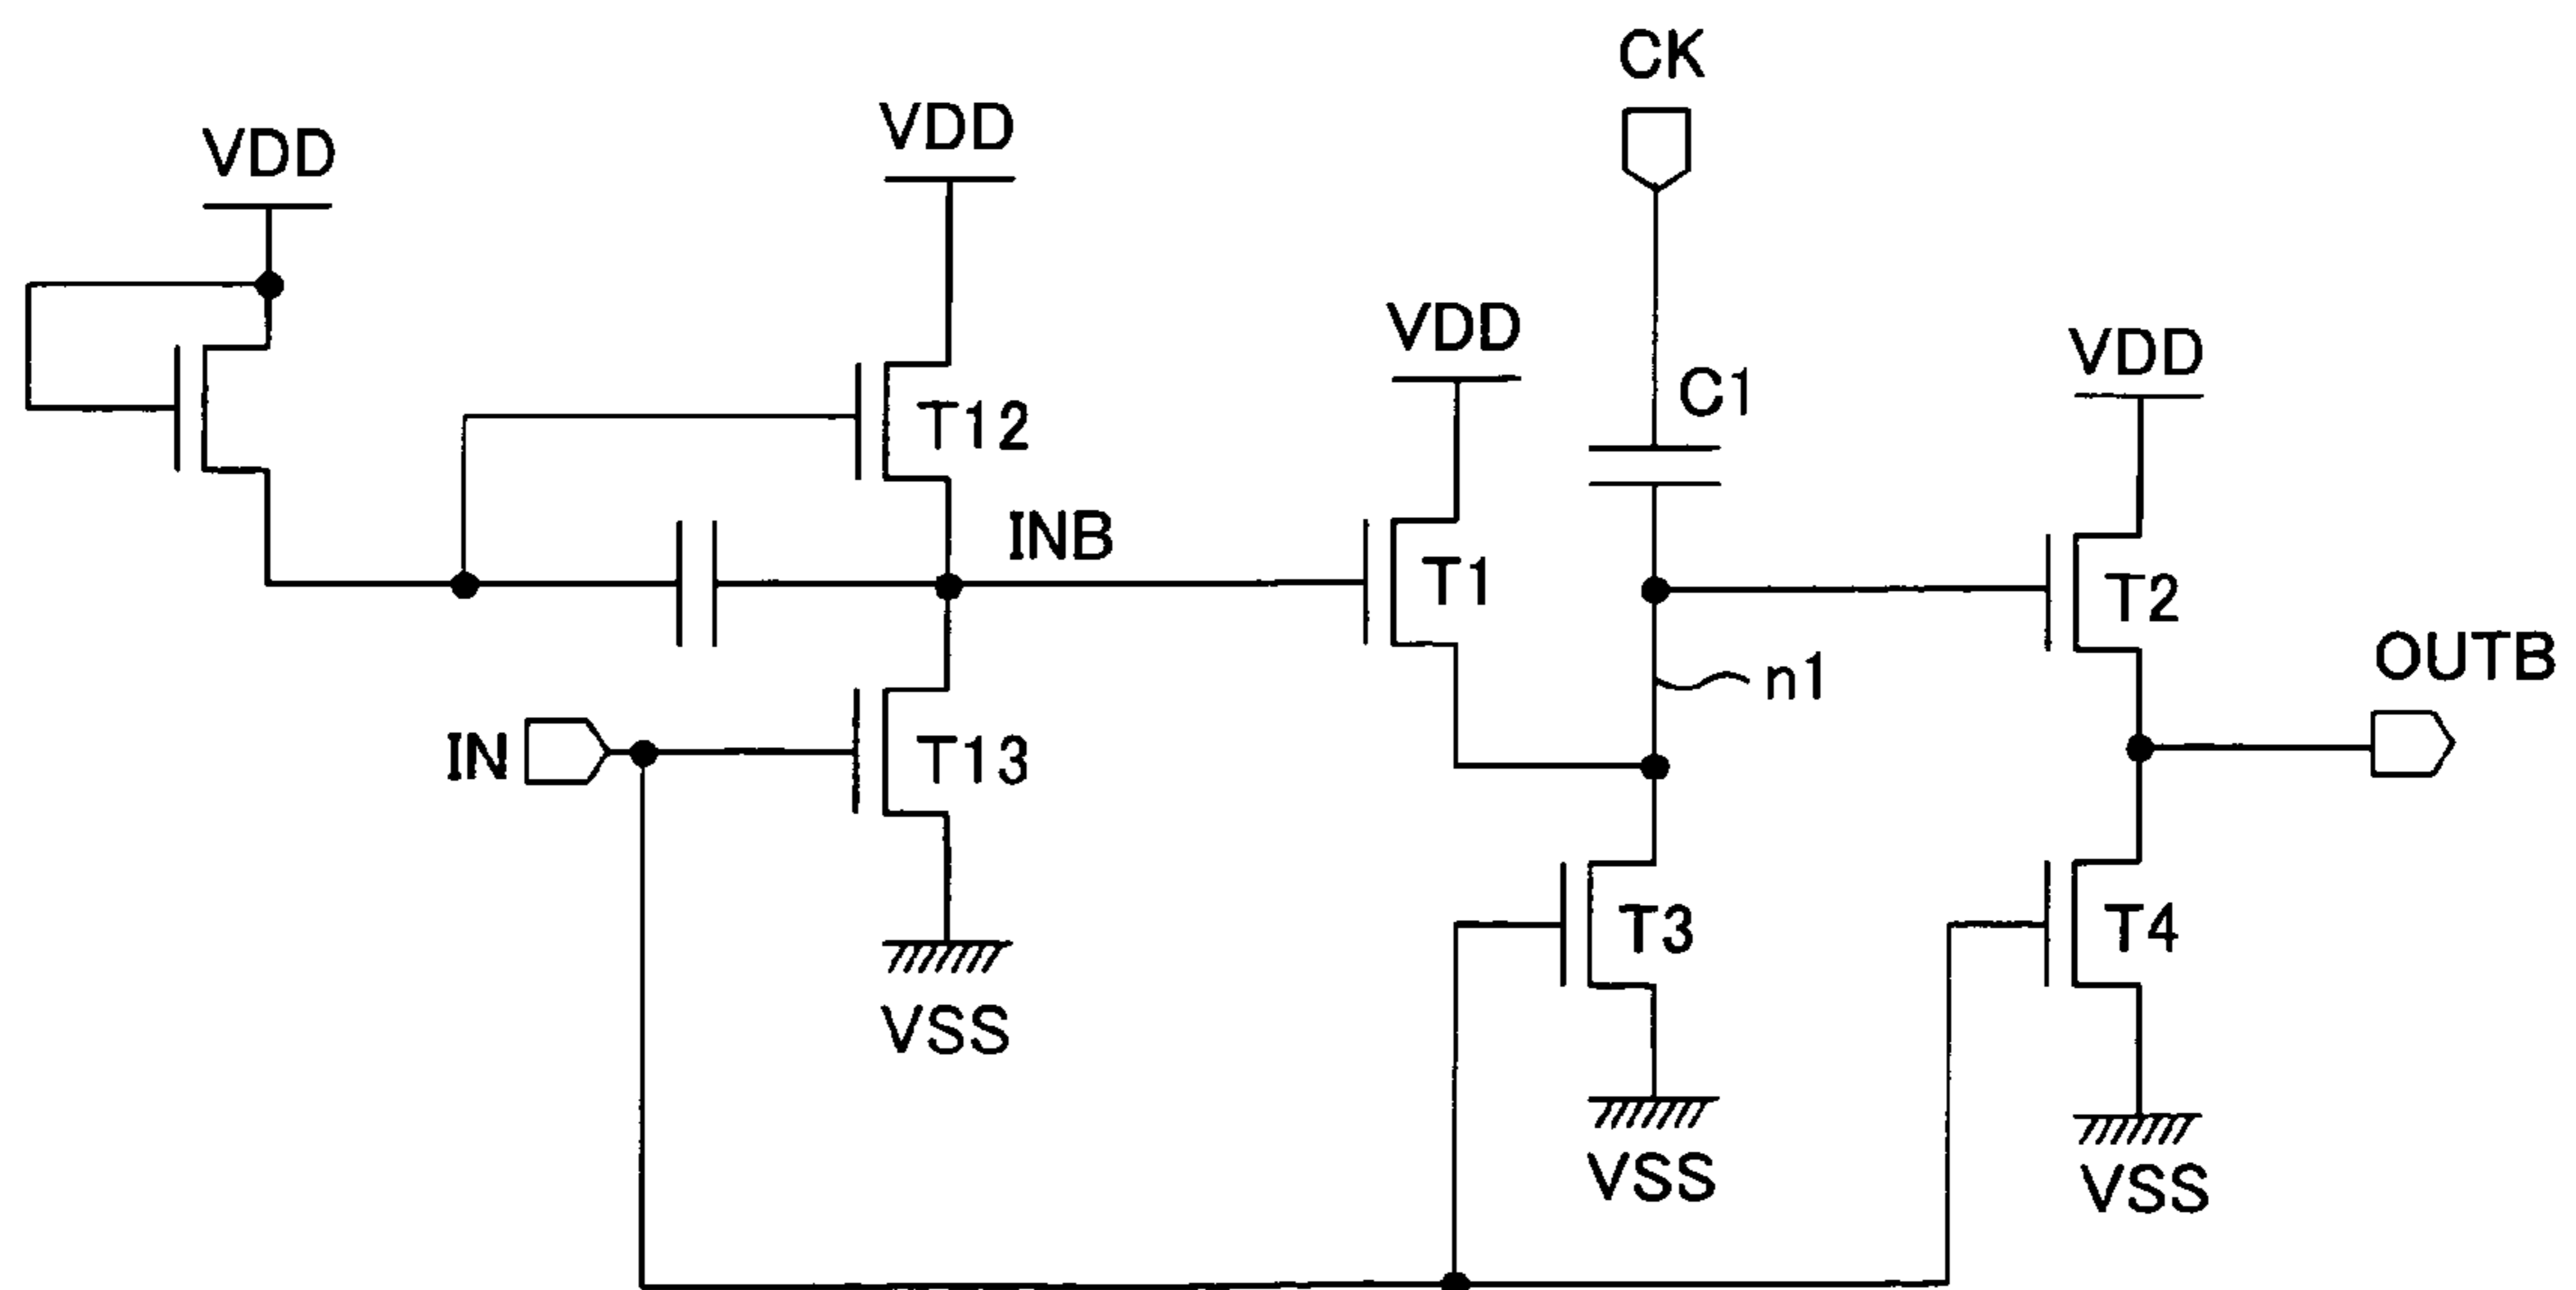 CK
VDD
VDD
VDD
VDD
C1
T12
INB
T1
T2
OUTB
n1
IN
T13
T3
T4
VSS
VSS
VSS